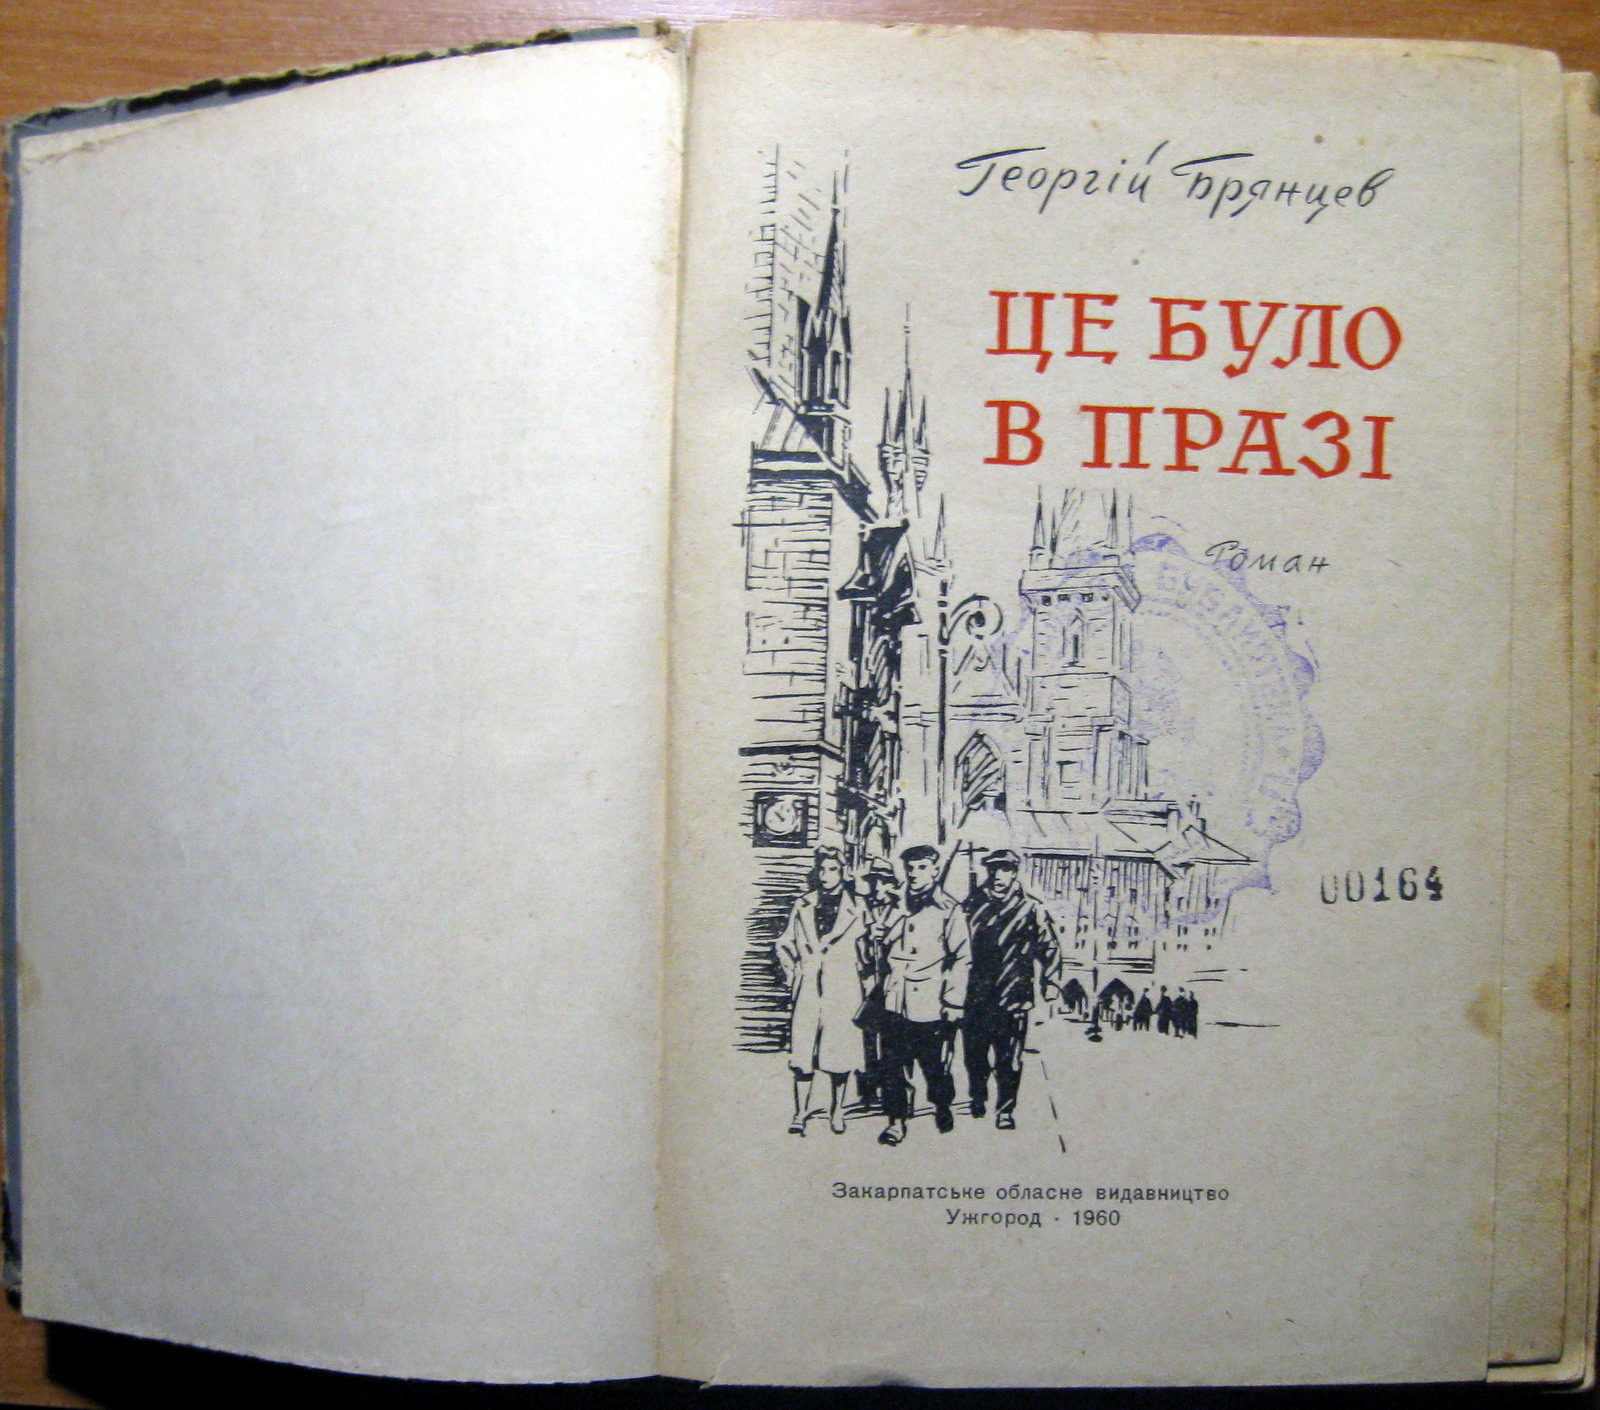 Георгій Брянцев
ЦЕ БУЛО
В ПРАЗІ
Роман
00164
Закарпатське обласне видавництво
Ужгород · 1960